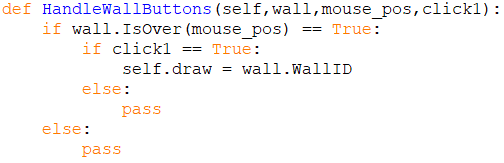 def HandleWallButtons(self,wall,mouse_pos,click1):
    if wall.IsOver(mouse_pos) == True:
        if click1 == True:
            self.draw = wall.WallID
        else:
            pass
    else:
        pass